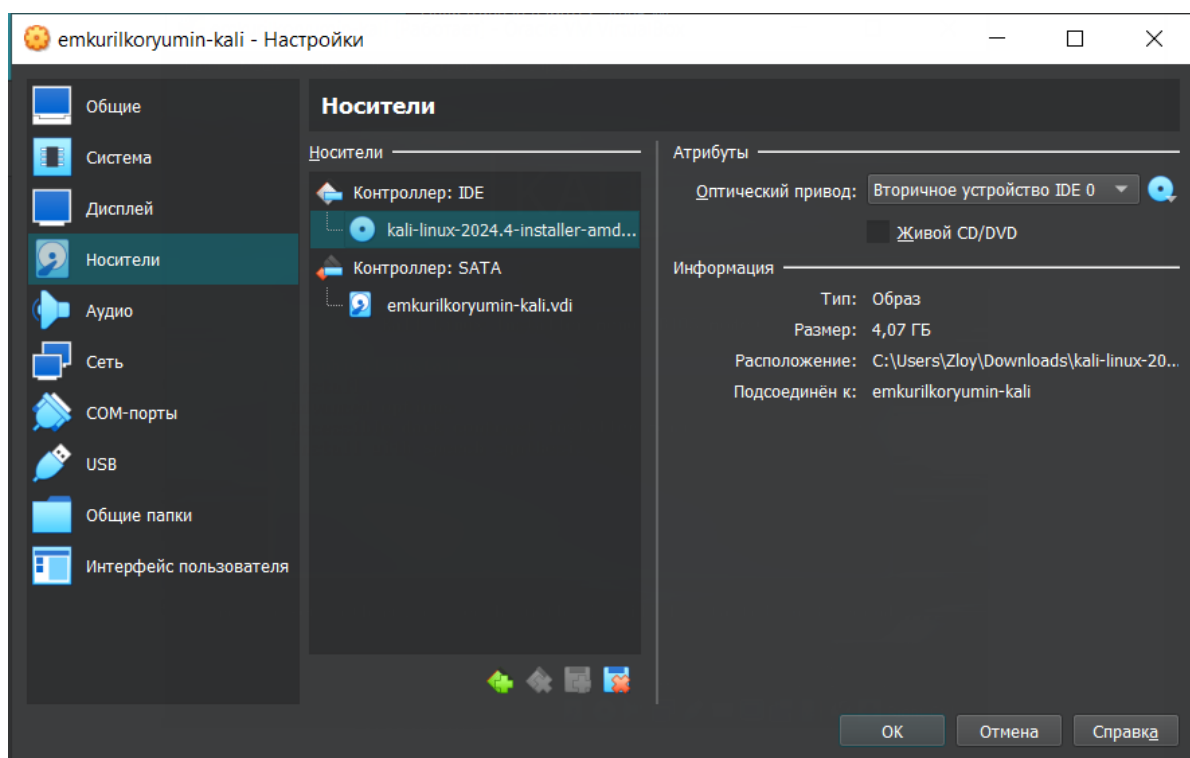 emkurilkoryumin-kali - Настройки
Общие
Система
Дисплей
Носители
Аудио
Сеть
COM-порты
USB
Общие папки
Интерфейс пользователя
Носители
Носители
Контроллер: IDE
kali-linux-2024.4-installer-amd...
Контроллер: SATA
emkurilkoryumin-kali.vdi
Атрибуты
Оптический привод: Вторичное устройство IDE 0
Живой CD/DVD
Информация
Тип: Образ
Размер: 4,07 ГБ
Расположение: C:\Users\Zloy\Downloads\kali-linux-20...
Подсоединён к: emkurilkoryumin-kali
OK Отмена Справка